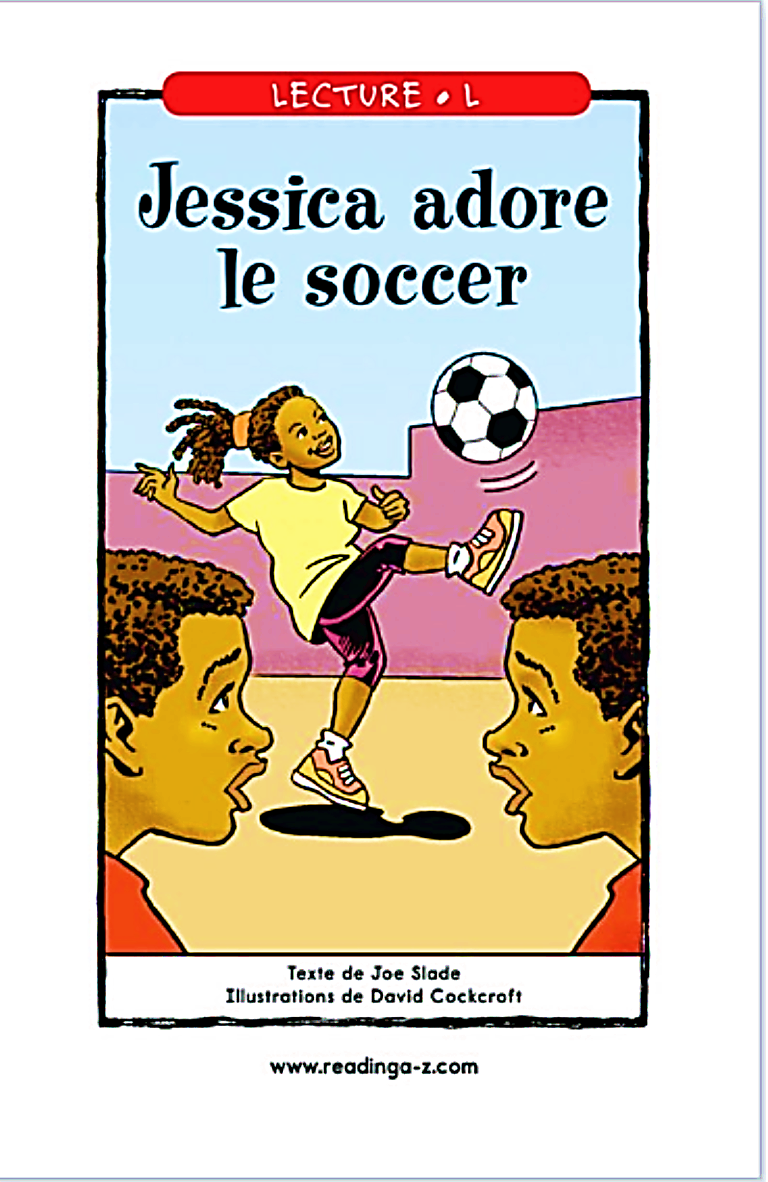 LECTURE • L
Jessica adore
le soccer
Texte de Joe Slade
Illustrations de David Cockcroft
www.readinga-z.com